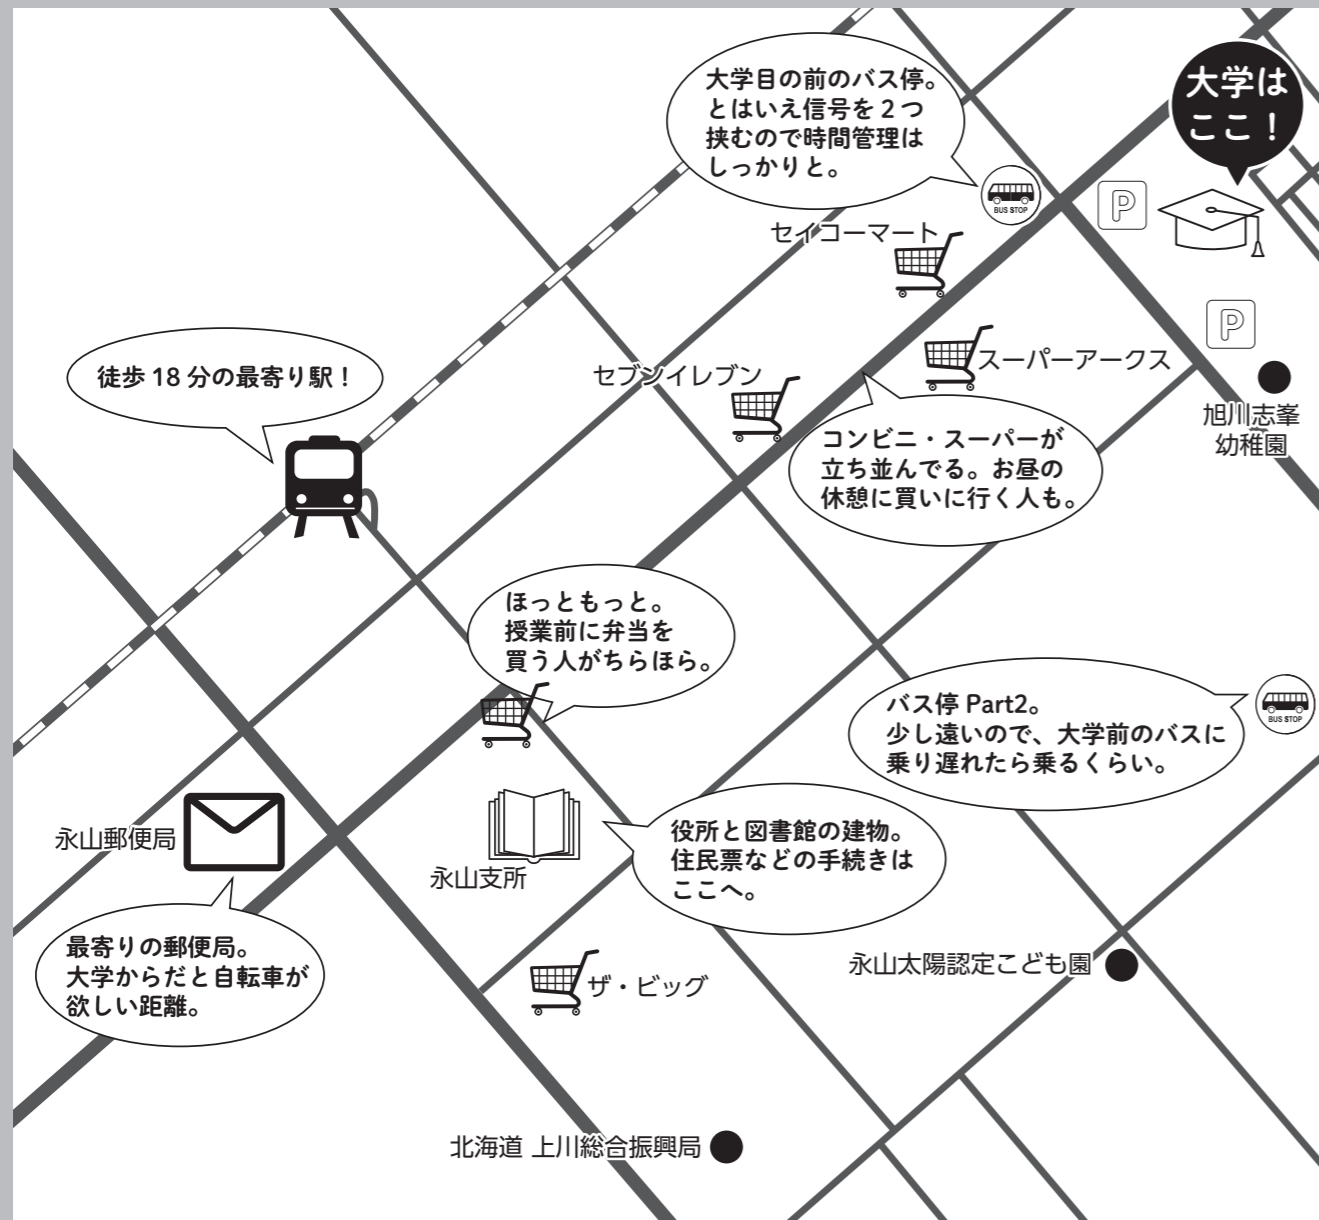 大学目の前のバス停。
とはいえ信号を2つ
挟むので時間管理は
しっかりと。
大学は
ここ！
BUS STOP
P
セイコーマート
P
徒歩18分の最寄り駅！
セブンイレブン
スーパーアークス
旭川志峯
幼稚園
コンビニ・スーパーが
立ち並んでる。お昼の
休憩に買いに行く人も。
ほっともっと。
授業前に弁当を
買う人がちらほら。
バス停 Part2。
少し遠いので、大学前のバスに
乗り遅れたら乗るくらい。
BUS STOP
永山郵便局
永山支所
役所と図書館の建物。
住民票などの手続きは
ここへ。
最寄りの郵便局。
大学からだと自転車が
欲しい距離。
ザ・ビッグ
永山太陽認定こども園
北海道 上川総合振興局